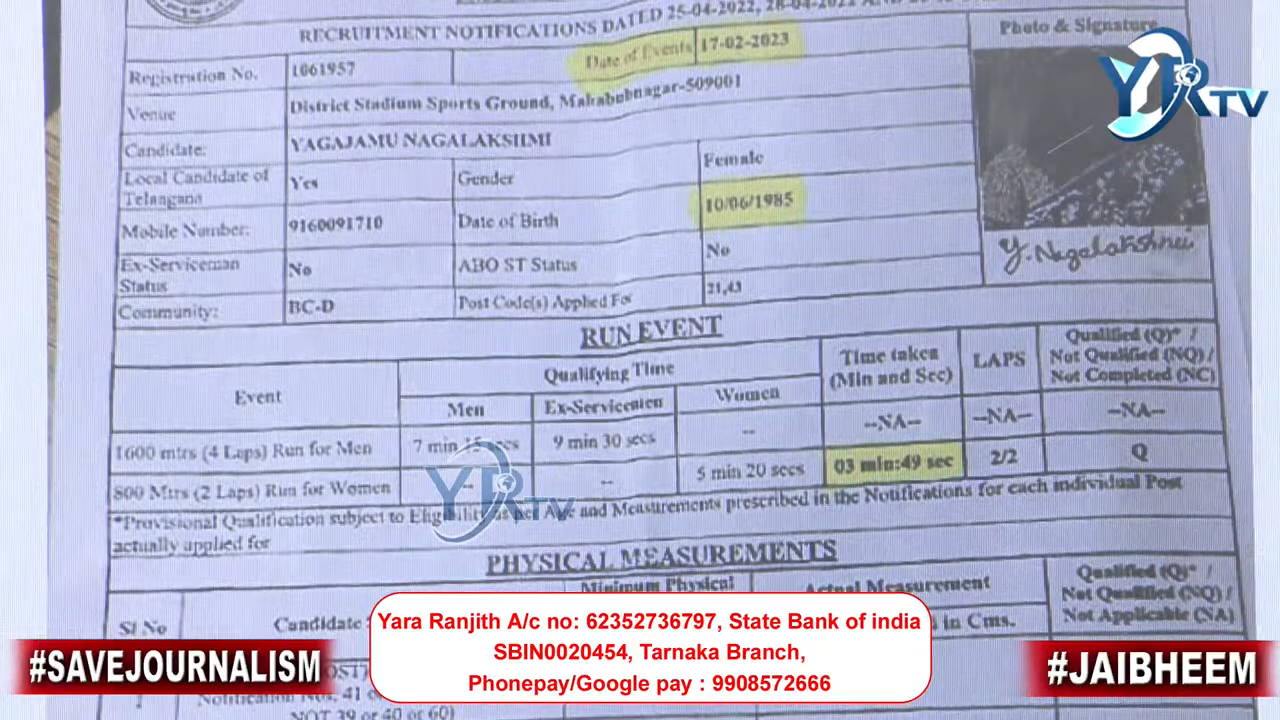 RECRUITMENT NOTIFICATIONS DATED 25-04-2022, 28-04-2022 AND
Date of Events 17-02-2023
Photo & Signature
Registration No. 1061957
Venue District Stadium Sports Ground, Mahabubnagar-509001
Candidate: YAGAJAMU NAGALAKSHMI
Local Candidate of Telangana Yes Gender Female
Mobile Number: 9160091710 Date of Birth 10/06/1985
Ex-Serviceman Status No ABO ST Status No
Community: BC-D Post Code(s) Applied For 21,43
Y. Nagalakshmi
YR TV
RUN EVENT
Event Qualifying Time Time taken (Min and Sec) LAPS Qualified (Q)* / Not Qualified (NQ) / Not Completed (NC)
Men Ex-Servicemen Women
1600 mtrs (4 Laps) Run for Men 7 min 15 secs 9 min 30 secs -- --NA-- --NA-- --NA--
800 Mtrs (2 Laps) Run for Women -- -- 5 min 20 secs 03 min:49 sec 2/2 Q
*Provisional Qualification subject to Eligibility as per Age and Measurements prescribed in the Notifications for each individual Post
actually applied for
YR TV
PHYSICAL MEASUREMENTS
Sl No Candidate Minimum Physical Actual Measurement in Cms. Qualified (Q)* / Not Qualified (NQ) / Not Applicable (NA)
Notification Nos. 41
NOT 39 or 40 or 60)
Yara Ranjith A/c no: 62352736797, State Bank of india
SBIN0020454, Tarnaka Branch,
Phonepay/Google pay : 9908572666
#SAVEJOURNALISM
#JAIBHEEM